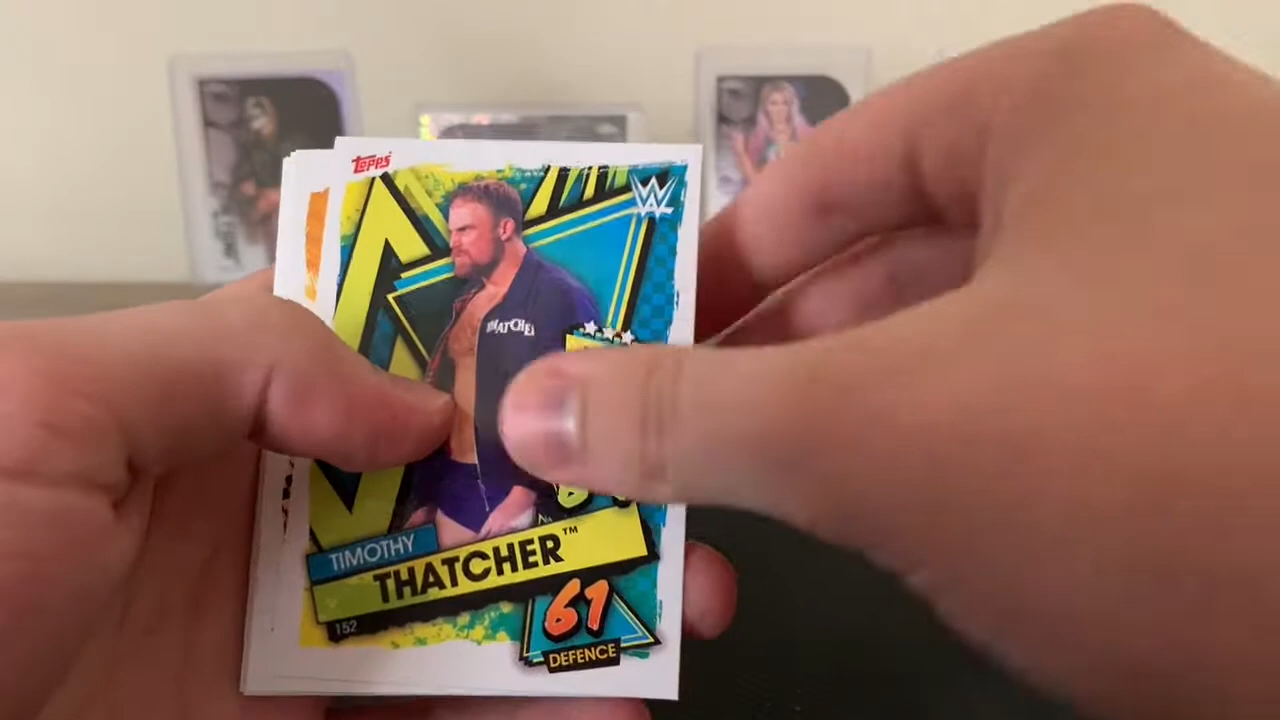 Topps
W
THATCHER
TIMOTHY
THATCHER™
152
61
DEFENCE